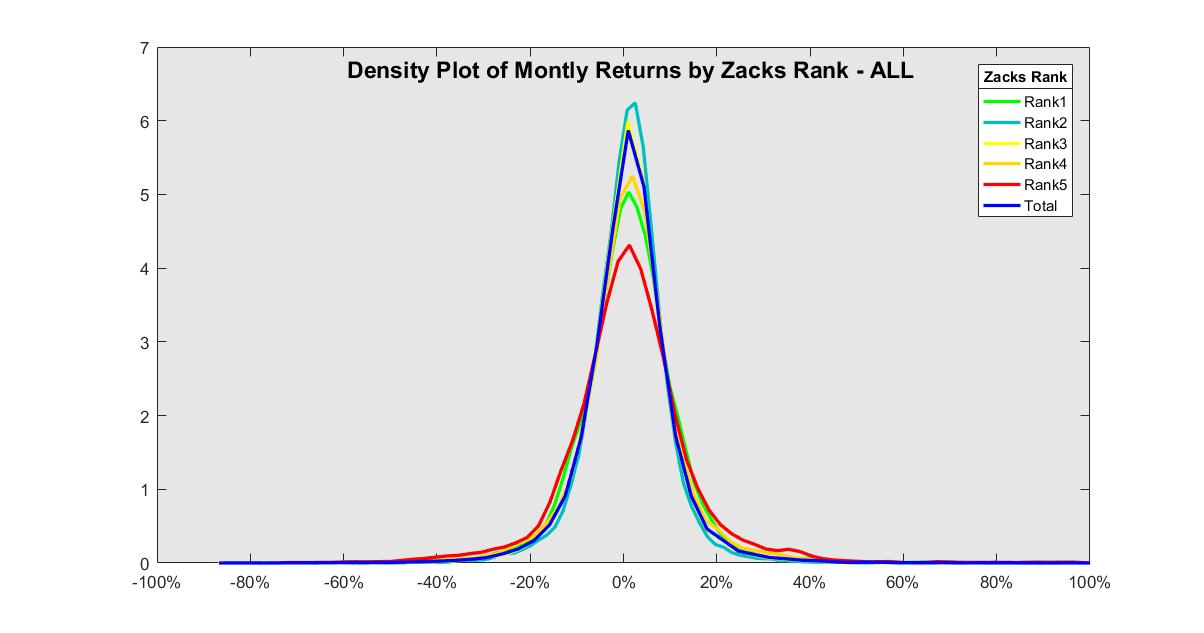 Density Plot of Montly Returns by Zacks Rank - ALL
Zacks Rank
Rank1
Rank2
Rank3
Rank4
Rank5
Total
7
6
5
4
3
2
1
0
-100% -80% -60% -40% -20% 0% 20% 40% 60% 80% 100%